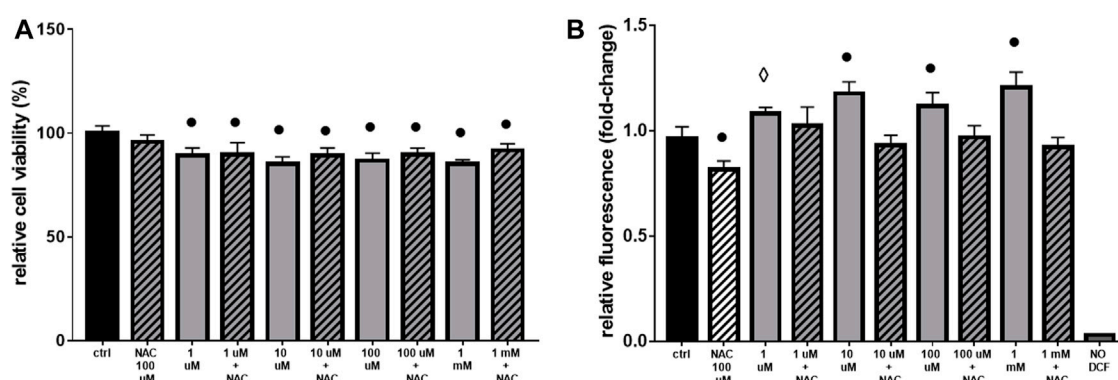 A
relative cell viability (%)
150
100
50
0
ctrl
NAC
100
uM
1
uM
1 uM
+
NAC
10
uM
10 uM
+
NAC
100
uM
100 uM
+
NAC
1
mM
1 mM
+
NAC
B
relative fluorescence (fold-change)
1.5
1.0
0.5
0.0
ctrl
NAC
100
uM
1
uM
1 uM
+
NAC
10
uM
10 uM
+
NAC
100
uM
100 uM
+
NAC
1
mM
1 mM
+
NAC
NO
DCF